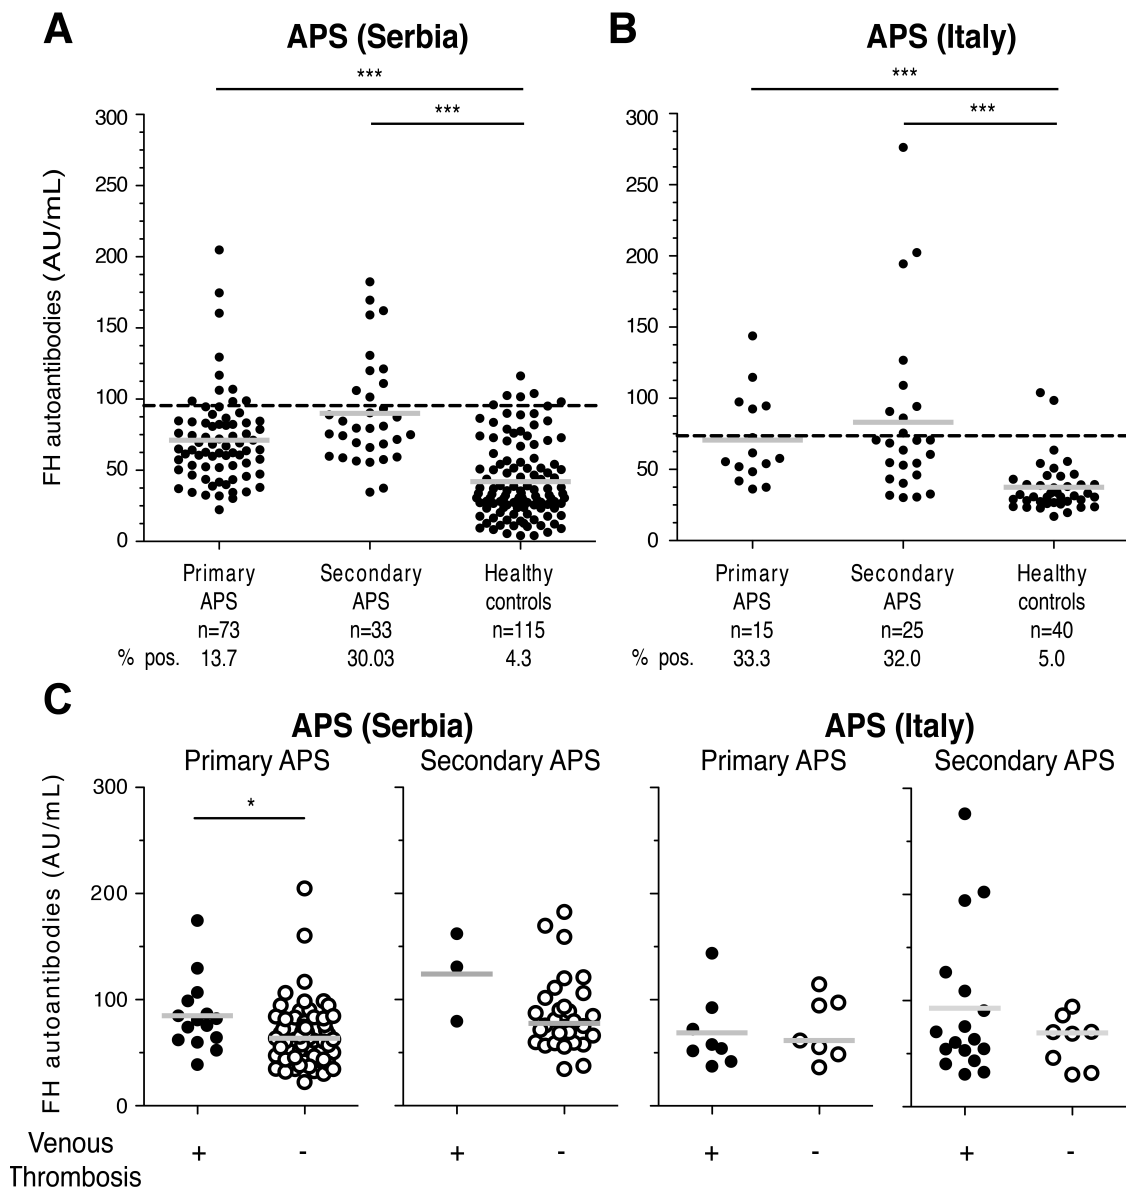 A
APS (Serbia)
***
***
300
250
200
150
100
50
0
FH autoantibodies (AU/mL)
Primary APS n=73
Secondary APS n=33
Healthy controls n=115
% pos. 13.7 30.03 4.3
B
APS (Italy)
***
***
300
250
200
150
100
50
0
Primary APS n=15
Secondary APS n=25
Healthy controls n=40
% pos. 33.3 32.0 5.0
C
APS (Serbia)
APS (Italy)
Primary APS
Secondary APS
Primary APS
Secondary APS
*
300
200
100
0
FH autoantibodies (AU/mL)
Venous
Thrombosis
+ - + - + - + -